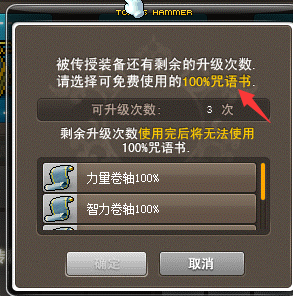 TOAD'S HAMMER
被传授装备还有剩余的升级次数.
请选择可免费使用的100%咒语书.
可升级次数: 3 次
剩余升级次数使用完后将无法使用
100%咒语书.
力量卷轴100%
智力卷轴100%
确定
取消